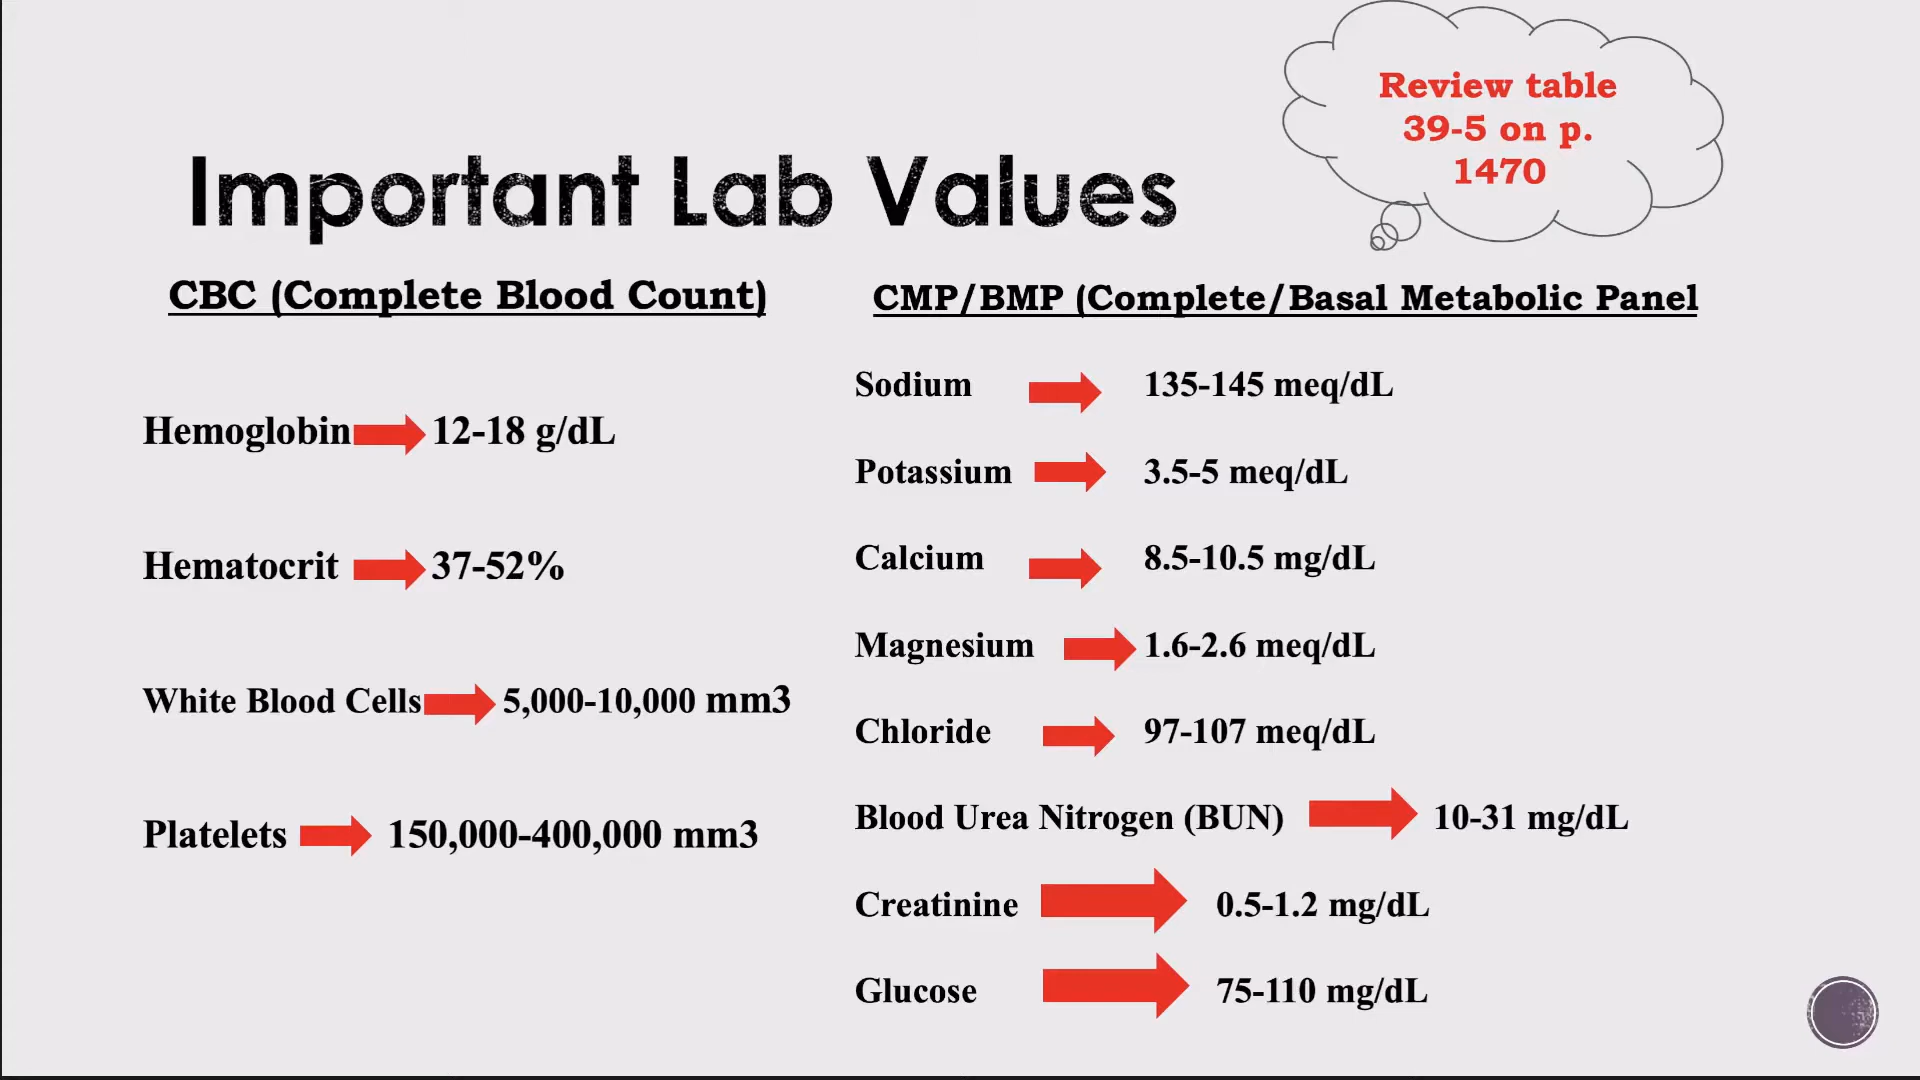 Review table
39-5 on p.
1470
Important Lab Values
CBC (Complete Blood Count)
Hemoglobin 12-18 g/dL
Hematocrit 37-52%
White Blood Cells 5,000-10,000 mm3
Platelets 150,000-400,000 mm3
CMP/BMP (Complete/Basal Metabolic Panel
Sodium 135-145 meq/dL
Potassium 3.5-5 meq/dL
Calcium 8.5-10.5 mg/dL
Magnesium 1.6-2.6 meq/dL
Chloride 97-107 meq/dL
Blood Urea Nitrogen (BUN) 10-31 mg/dL
Creatinine 0.5-1.2 mg/dL
Glucose 75-110 mg/dL